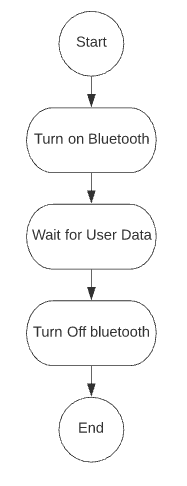 Start
Turn on Bluetooth
Wait for User Data
Turn Off bluetooth
End